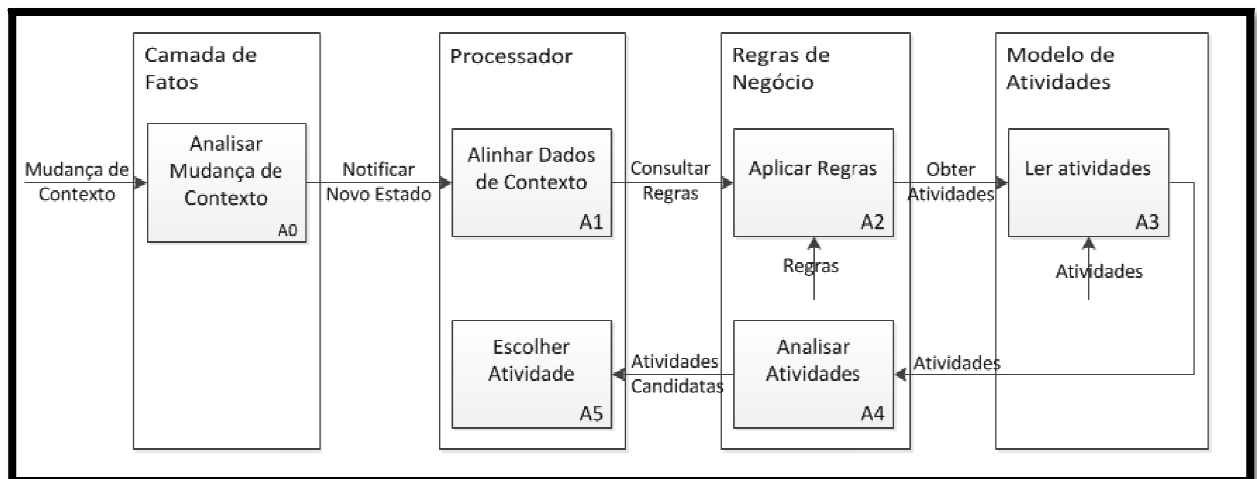 Camada de
Fatos
Processador
Regras de
Negócio
Modelo de
Atividades
Mudança de
Contexto
Analisar
Mudança de
Contexto
A0
Notificar
Novo Estado
Alinhar Dados
de Contexto
A1
Consultar
Regras
Aplicar Regras
A2
Obter
Atividades
Ler atividades
A3
Regras
Atividades
Escolher
Atividade
A5
Atividades
Candidatas
Analisar
Atividades
A4
Atividades